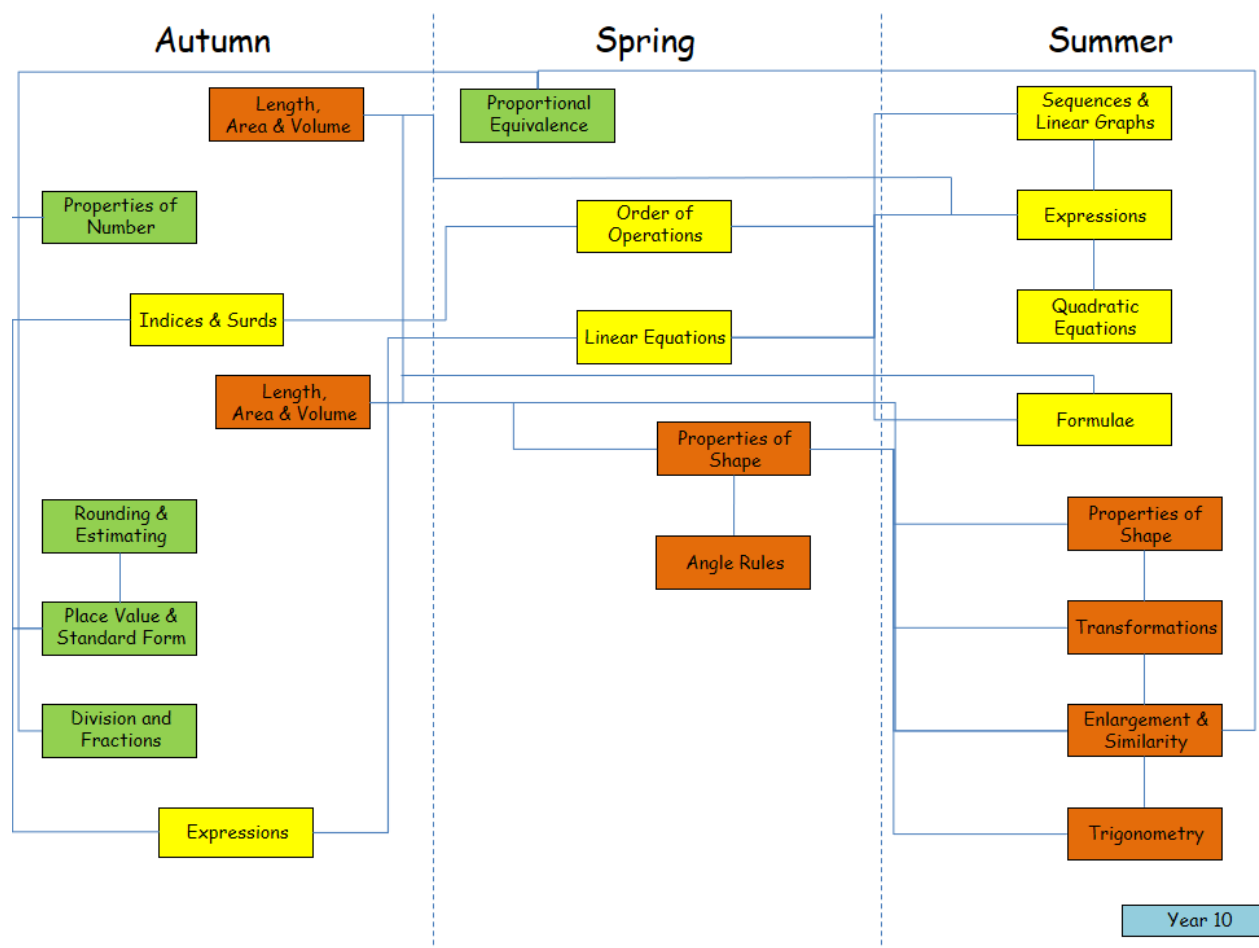 Autumn
Spring
Summer
Length,
Area & Volume
Properties of
Number
Indices & Surds
Length,
Area & Volume
Rounding &
Estimating
Place Value &
Standard Form
Division and
Fractions
Expressions
Proportional
Equivalence
Order of
Operations
Linear Equations
Properties of
Shape
Angle Rules
Sequences &
Linear Graphs
Expressions
Quadratic
Equations
Formulae
Properties of
Shape
Transformations
Enlargement &
Similarity
Trigonometry
Year 10